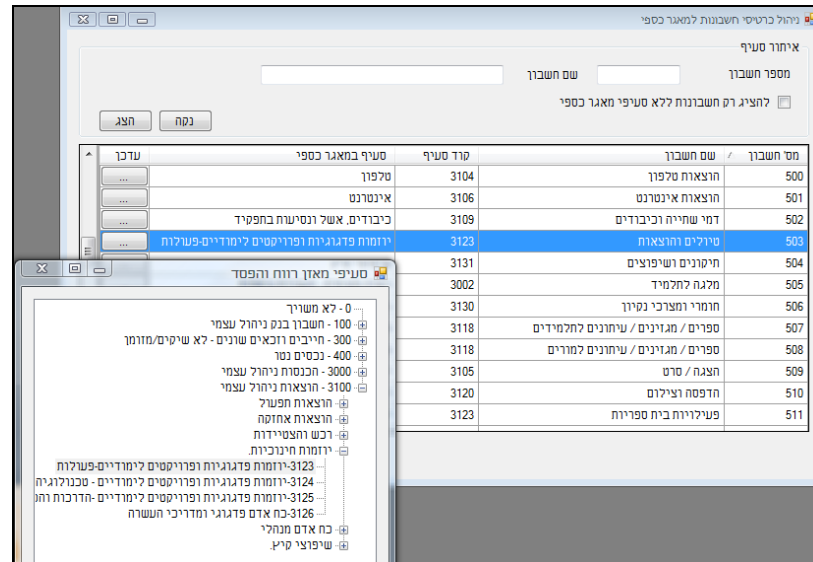 ניהול כרטיסי חשבונות למאגר כספי
איתור סעיף
מספר חשבון שם חשבון
להציג רק חשבונות ללא סעיפי מאגר כספי
נקה הצג
מס' חשבון שם חשבון קוד סעיף סעיף במאגר כספי עדכן
500 הוצאות טלפון 3104 טלפון ...
501 הוצאות אינטרנט 3106 אינטרנט ...
502 דמי שתייה וכיבודים 3109 כיבודים, אשל ונסיעות בתפקיד ...
503 טיולים והוצאות 3123 יוזמות פדגוגיות ופרויקטים לימודיים-פעולות ...
504 תיקונים ושיפוצים 3131
505 מלגה לתלמיד 3002
506 חומרי ומצרכי נקיון 3130
507 ספרים / מגזינים / עיתונים לתלמידים 3118
508 ספרים / מגזינים / עיתונים למורים 3118
509 הצגה / סרט 3105
510 הדפסה וצילום 3120
511 פעילויות בית ספריות 3123
סעיפי מאזן רווח והפסד
0 - לא משויך
100 - חשבון בנק ניהול עצמי
300 - חייבים וזכאים שונים - לא שיקים/מזומן
400 - נכסים נטו
3000 - הכנסות ניהול עצמי
3100 - הוצאות ניהול עצמי
הוצאות תפעול
הוצאות אחזקה
רכש והצטיידות
יוזמות חינוכיות.
3123-יוזמות פדגוגיות ופרויקטים לימודיים-פעולות
3124-יוזמות פדגוגיות ופרויקטים לימודיים - טכנולוגיה
3125-יוזמות פדגוגיות ופרויקטים לימודיים -הדרכות
3126-כח אדם פדגוגי ומדריכי העשרה
כח אדם מנהלי
שיפוצי קיץ.